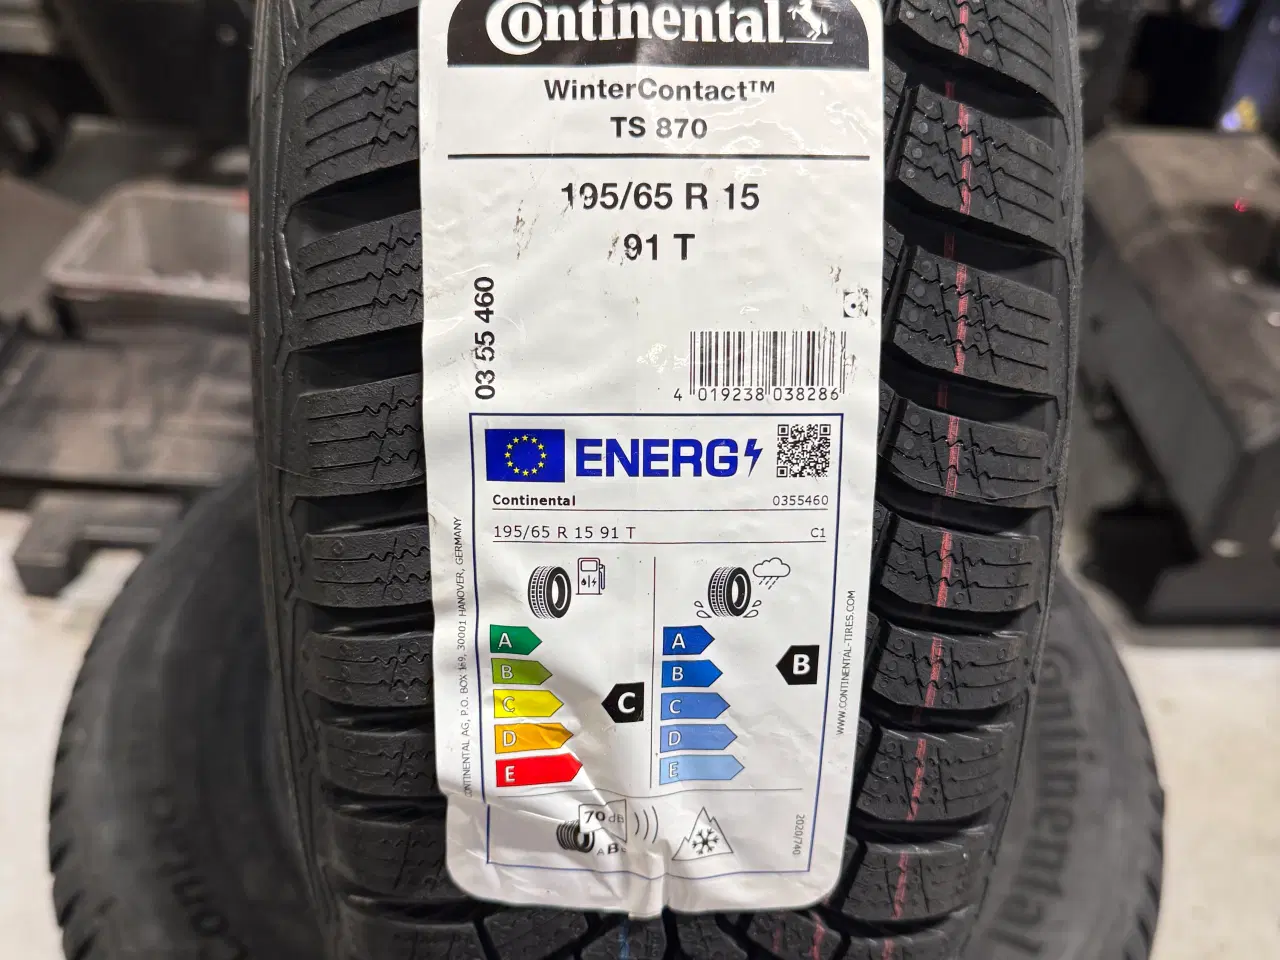 Continental
WinterContact™
TS 870
195/65 R 15
91 T
03 55 460
4 019238 038286
ENERG
Continental 0355460
195/65 R 15 91 T C1
A
B
C
D
E
C
A
B
C
D
E
B
70 dB
A B
2020/740
CONTINENTAL AG, P.O. BOX 169, 30001 HANOVER, GERMANY
WWW.CONTINENTAL-TIRES.COM
Continental